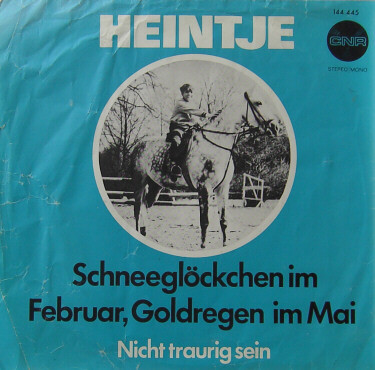 HEINTJE
144.445
CNR
STEREO/MONO
Schneeglöckchen im
Februar, Goldregen im Mai
Nicht traurig sein